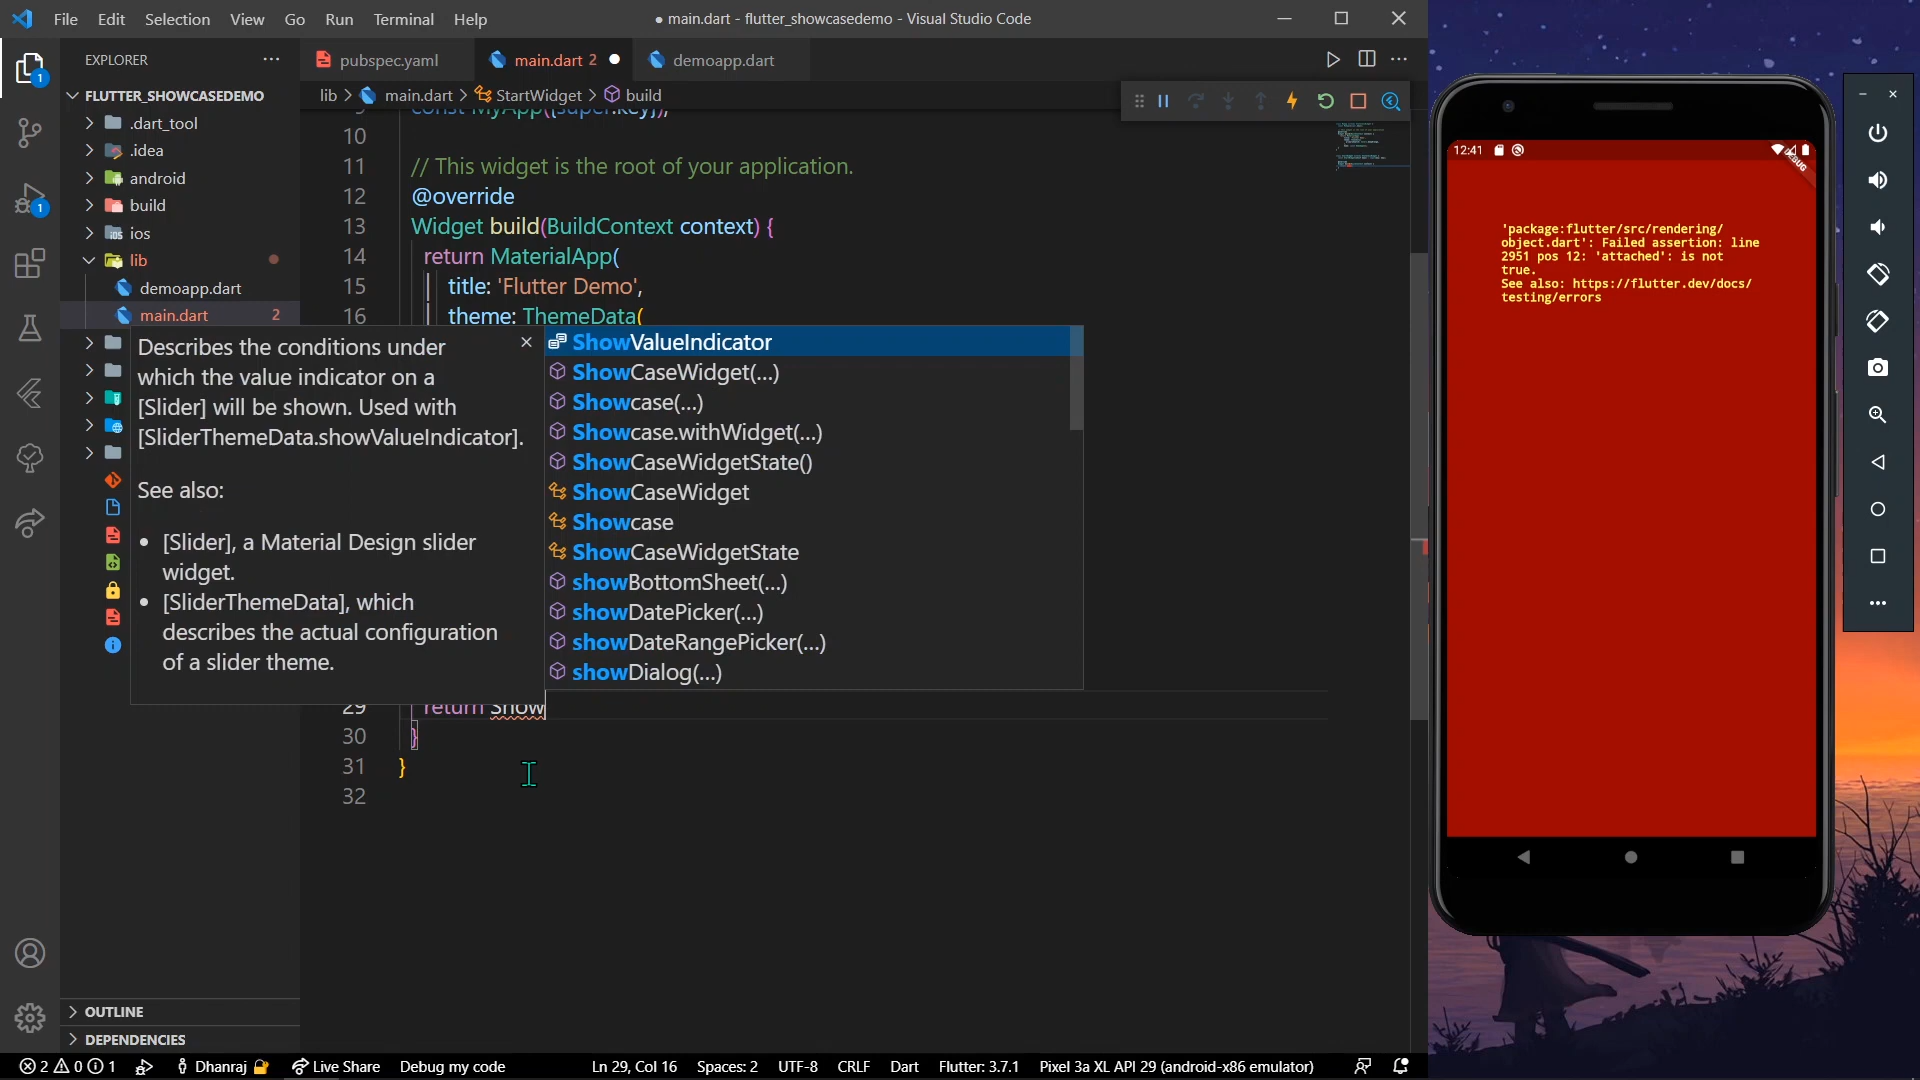 File Edit Selection View Go Run Terminal Help
● main.dart - flutter_showcasedemo - Visual Studio Code
EXPLORER
pubspec.yaml
main.dart 2
demoapp.dart
FLUTTER_SHOWCASEDEMO
lib > main.dart > StartWidget > build
.dart_tool
.idea
android
build
ios
lib
demoapp.dart
main.dart 2
1
1
9 const MyApp({super.key});
10
11 // This widget is the root of your application.
12 @override
13 Widget build(BuildContext context) {
14 return MaterialApp(
15 title: 'Flutter Demo',
16 theme: ThemeData(
Describes the conditions under
which the value indicator on a
[Slider] will be shown. Used with
[SliderThemeData.showValueIndicator].
See also:
• [Slider], a Material Design slider
widget.
• [SliderThemeData], which
describes the actual configuration
of a slider theme.
ShowValueIndicator
ShowCaseWidget(…)
Showcase(…)
Showcase.withWidget(…)
ShowCaseWidgetState()
ShowCaseWidget
Showcase
ShowCaseWidgetState
showBottomSheet(…)
showDatePicker(…)
showDateRangePicker(…)
showDialog(…)
29 return Show
30 }
31 }
32
OUTLINE
DEPENDENCIES
2 0 1
Dhanraj
Live Share
Debug my code
Ln 29, Col 16
Spaces: 2
UTF-8
CRLF
Dart
Flutter: 3.7.1
Pixel 3a XL API 29 (android-x86 emulator)
12:41
DEBUG
'package:flutter/src/rendering/
object.dart': Failed assertion: line
2951 pos 12: 'attached': is not
true.
See also: https://flutter.dev/docs/
testing/errors